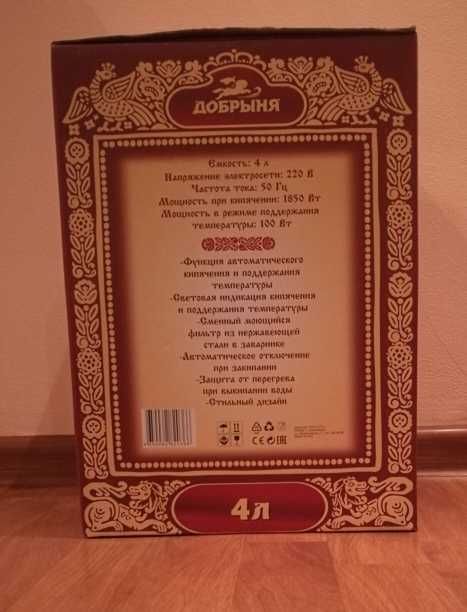 ДОБРЫНЯ
Емкость: 4 л
Напряжение электросети: 220 В
Частота тока: 50 Гц
Мощность при кипячении: 1850 Вт
Мощность в режиме поддержания
температуры: 100 Вт
-Функция автоматического
кипячения и поддержания
температуры
-Световая индикация кипячения
и поддержания температуры
-Сменный моющийся
фильтр из нержавеющей
стали в заварнике
-Автоматическое отключение
при закипании
-Защита от перегрева
при выкипании воды
-Стильный дизайн
CE EAC
4л